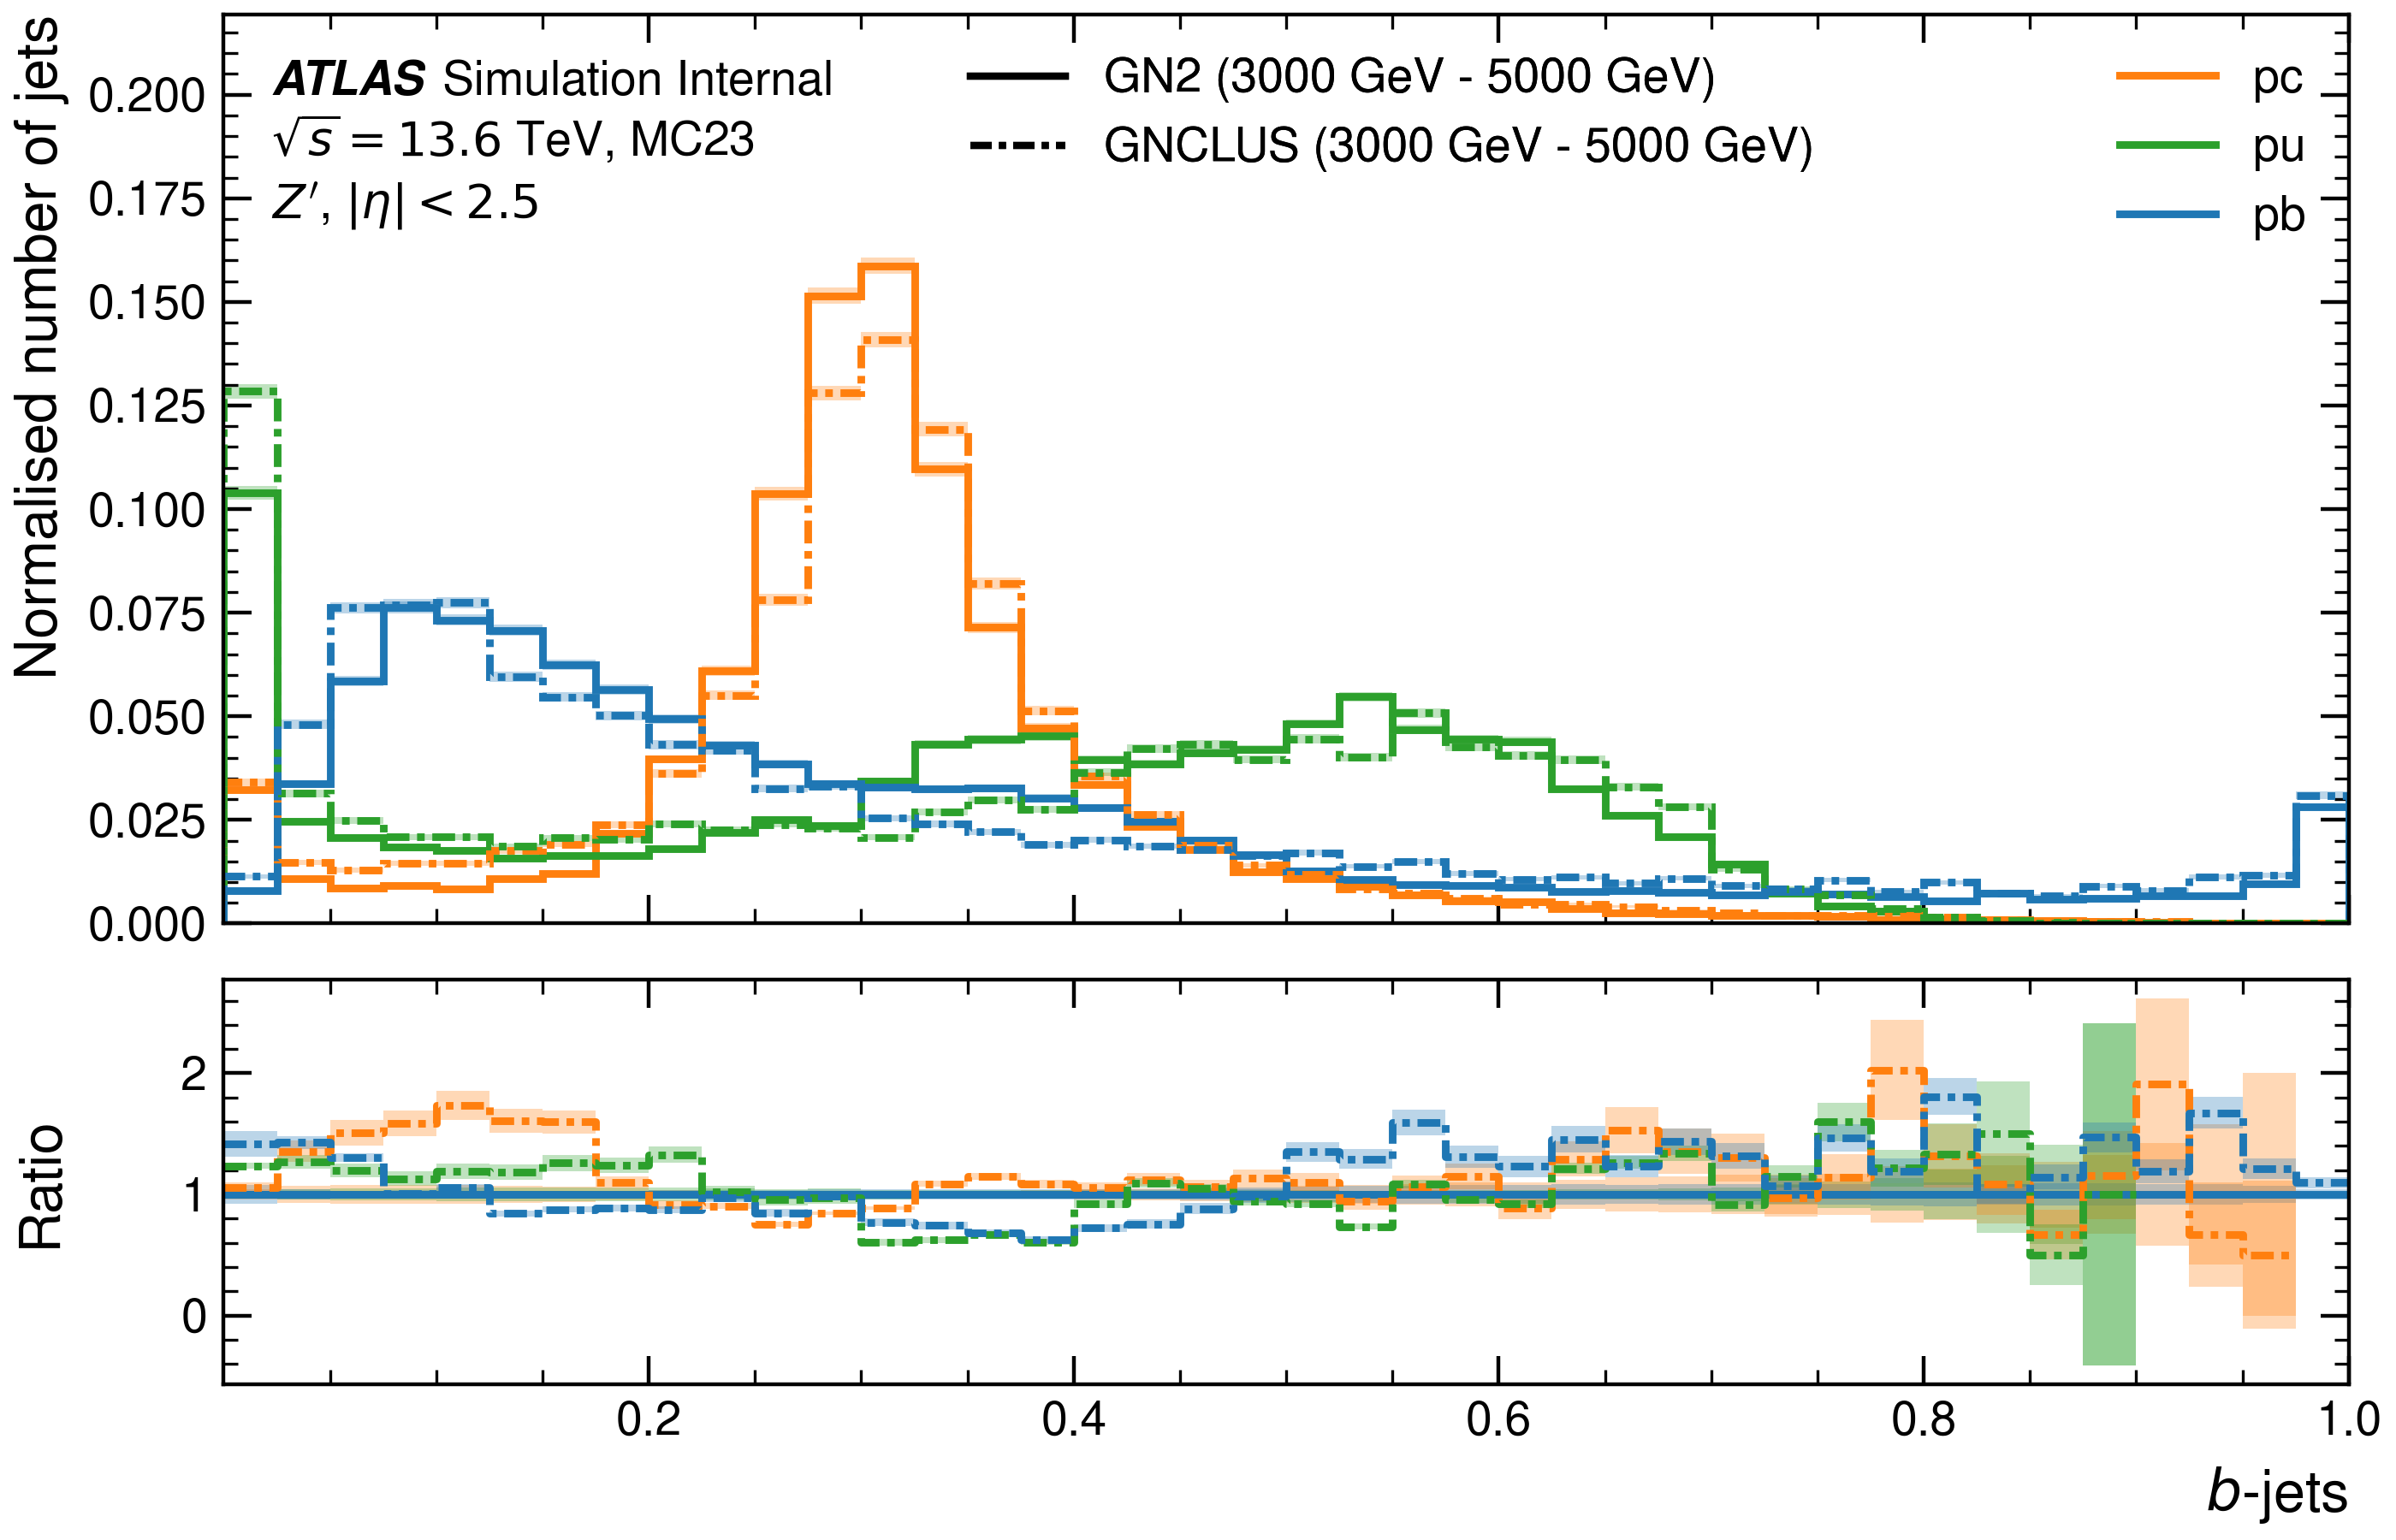 Normalised number of jets
0.200
0.175
0.150
0.125
0.100
0.075
0.050
0.025
0.000
ATLAS Simulation Internal
√s = 13.6 TeV, MC23
Z′, |η| < 2.5
GN2 (3000 GeV - 5000 GeV)
GNCLUS (3000 GeV - 5000 GeV)
pc
pu
pb
Ratio
2
1
0
0.2 0.4 0.6 0.8 1.0
b-jets